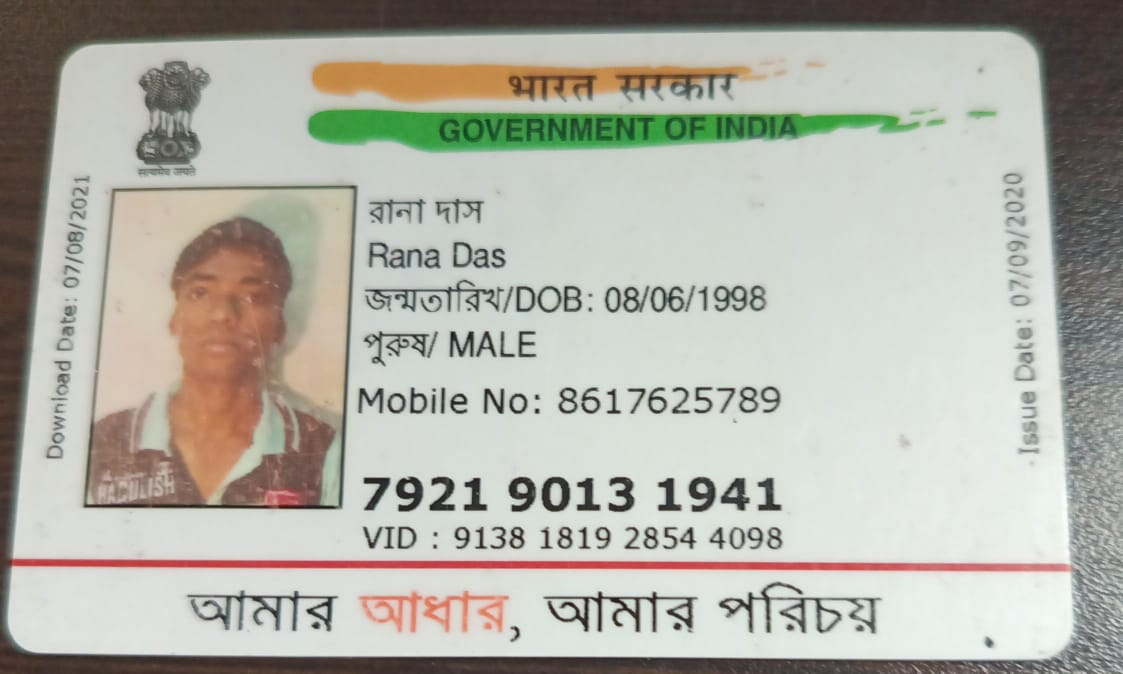 भारत सरकार
GOVERNMENT OF INDIA
सत्यमेव जयते
Download Date: 07/08/2021
Issue Date: 07/09/2020
রানা দাস
Rana Das
জন্মতারিখ/DOB: 08/06/1998
পুরুষ/ MALE
Mobile No: 8617625789
7921 9013 1941
VID : 9138 1819 2854 4098
আমার আধার, আমার পরিচয়